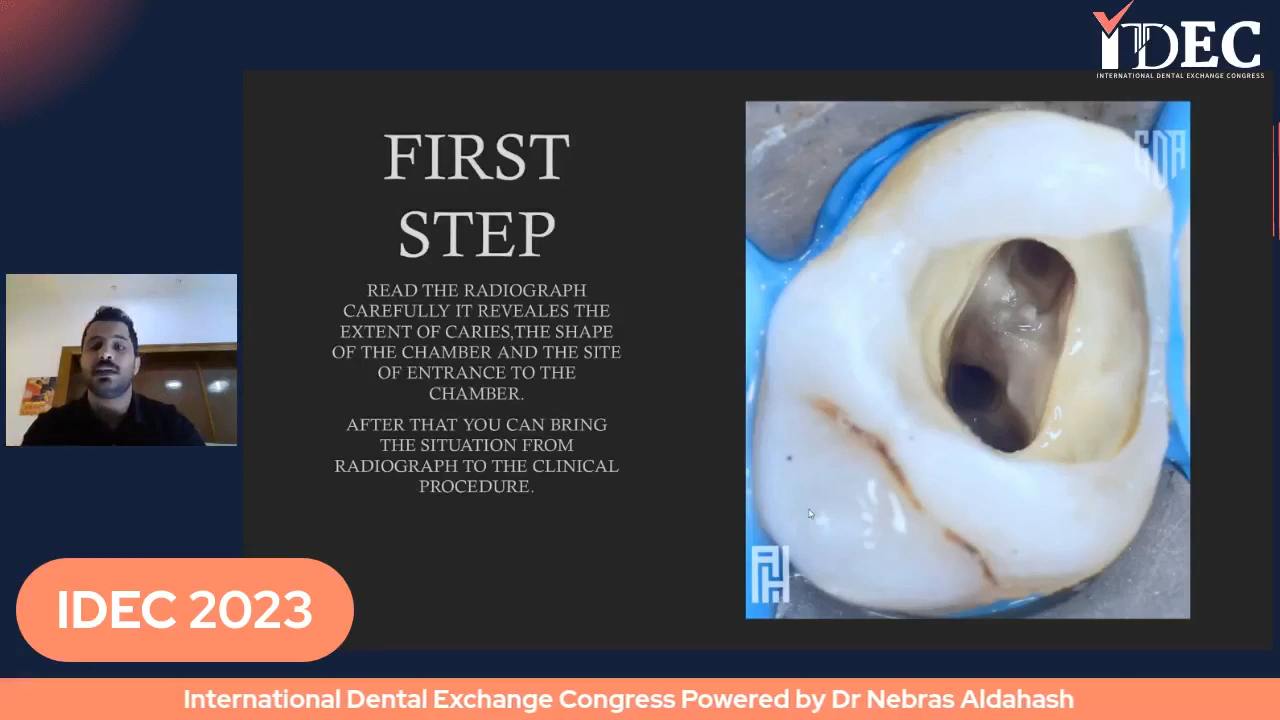 IDEC
INTERNATIONAL DENTAL EXCHANGE CONGRESS
FIRST
STEP
READ THE RADIOGRAPH
CAREFULLY IT REVEALES THE
EXTENT OF CARIES,THE SHAPE
OF THE CHAMBER AND THE SITE
OF ENTRANCE TO THE
CHAMBER.
AFTER THAT YOU CAN BRING
THE SITUATION FROM
RADIOGRAPH TO THE CLINICAL
PROCEDURE.
IDEC 2023
International Dental Exchange Congress Powered by Dr Nebras Aldahash